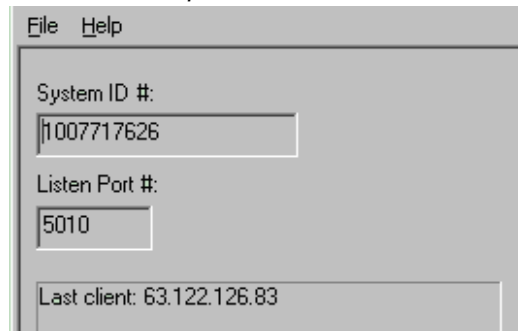 File Help
System ID #:
1007717626
Listen Port #:
5010
Last client: 63.122.126.83